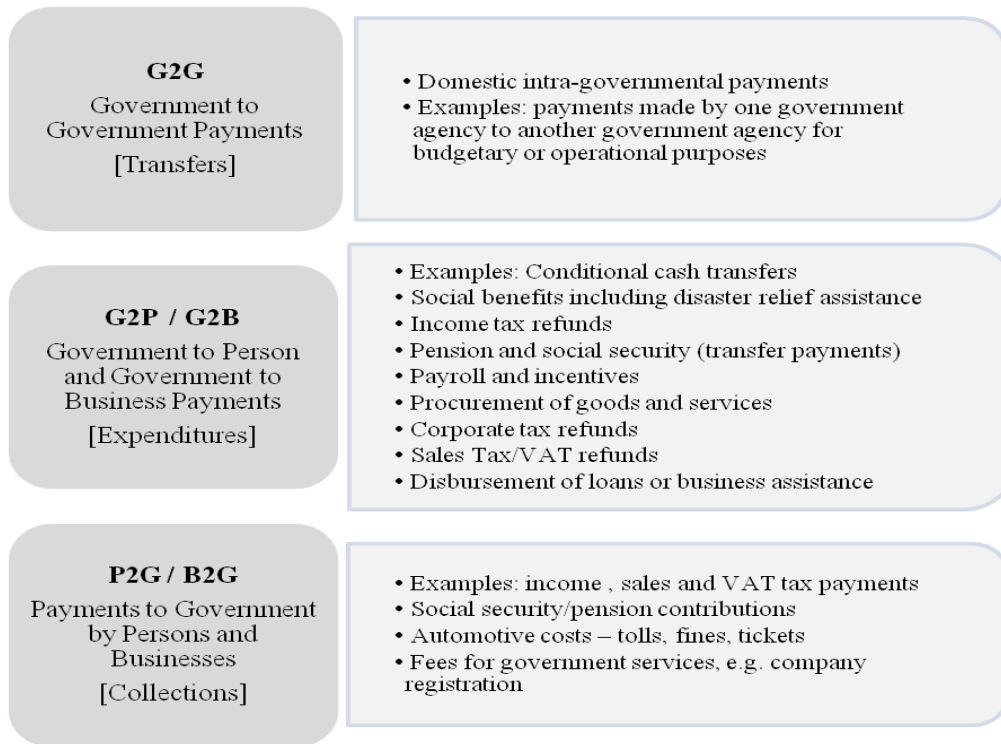 G2G
Government to
Government Payments
[Transfers]
• Domestic intra-governmental payments
• Examples: payments made by one government
agency to another government agency for
budgetary or operational purposes
G2P / G2B
Government to Person
and Government to
Business Payments
[Expenditures]
• Examples: Conditional cash transfers
• Social benefits including disaster relief assistance
• Income tax refunds
• Pension and social security (transfer payments)
• Payroll and incentives
• Procurement of goods and services
• Corporate tax refunds
• Sales Tax/VAT refunds
• Disbursement of loans or business assistance
P2G / B2G
Payments to Government
by Persons and
Businesses
[Collections]
• Examples: income , sales and VAT tax payments
• Social security/pension contributions
• Automotive costs – tolls, fines, tickets
• Fees for government services, e.g. company
registration